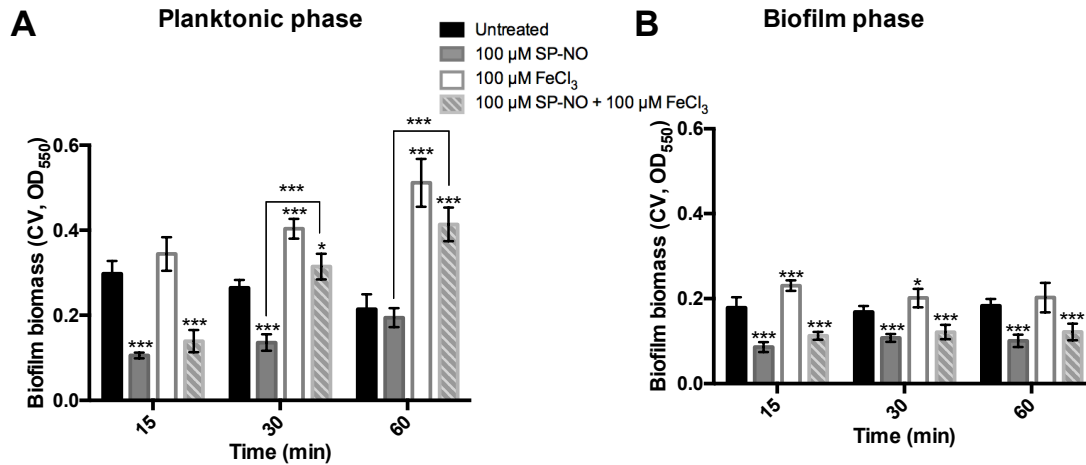 A
Planktonic phase
Untreated
100 µM SP-NO
100 µM FeCl₃
100 µM SP-NO + 100 µM FeCl₃
Biofilm biomass (CV, OD₅₅₀)
0.6
0.4
0.2
0.0
***
***
***
***
***
*
***
***
***
15
30
60
Time (min)
B
Biofilm phase
Biofilm biomass (CV, OD₅₅₀)
0.6
0.4
0.2
0.0
***
***
***
***
*
***
***
***
15
30
60
Time (min)